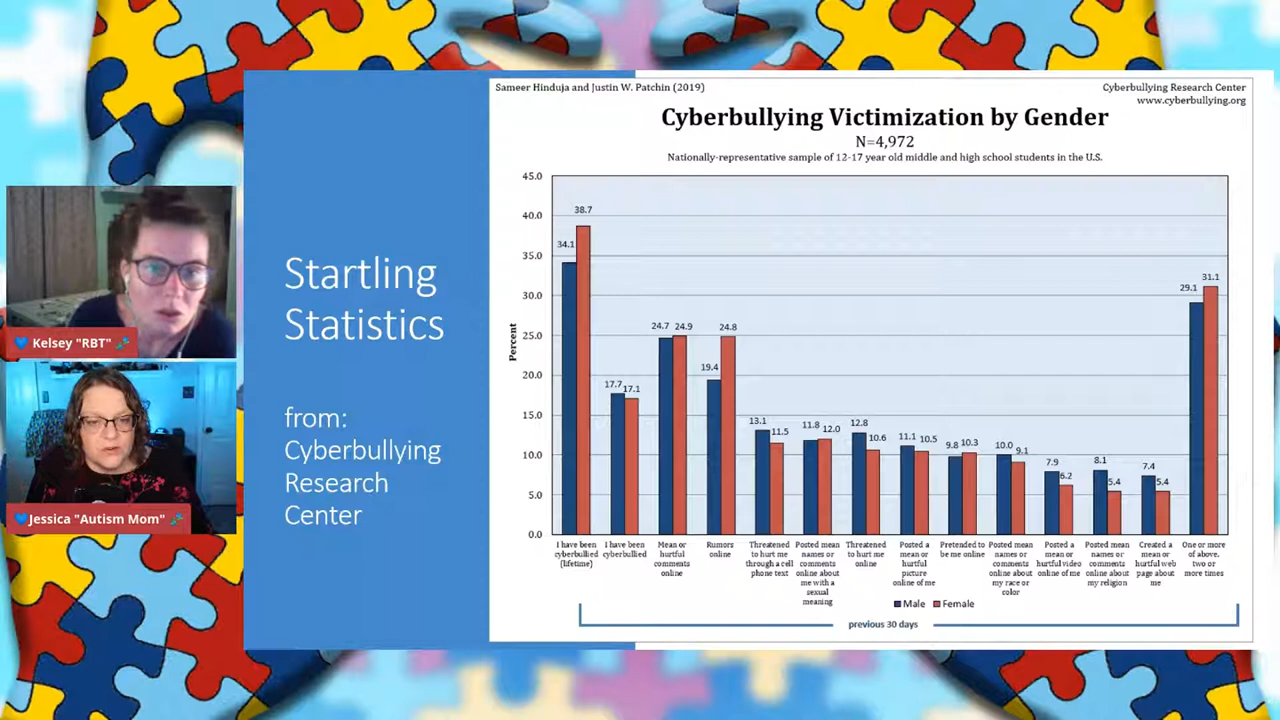 Sameer Hinduja and Justin W. Patchin (2019)
Cyberbullying Research Center
www.cyberbullying.org
Cyberbullying Victimization by Gender
N=4,972
Nationally-representative sample of 12-17 year old middle and high school students in the U.S.
Startling
Statistics
from:
Cyberbullying
Research
Center
Kelsey "RBT"
Jessica "Autism Mom"
Percent
45.0
40.0
35.0
30.0
25.0
20.0
15.0
10.0
5.0
0.0
34.1 38.7
17.7 17.1
24.7 24.9
19.4 24.8
13.1 11.5
11.8 12.0
12.8 10.6
11.1 10.5
9.8 10.3
10.0 9.1
7.9 6.2
8.1 5.4
7.4 5.4
29.1 31.1
I have been
cyberbullied
(lifetime)
I have been
cyberbullied
Mean or
hurtful
comments
online
Rumors
online
Threatened
to hurt me
through a cell
phone text
Posted mean
names or
comments
online about
me with a
sexual
meaning
Threatened
to hurt me
online
Posted a
mean or
hurtful
picture
online of me
Pretended to
be me online
Posted mean
names or
comments
online about
my race or
color
Posted a
mean or
hurtful video
online of me
Posted mean
names or
comments
online about
my religion
Created a
mean or
hurtful web
page about
me
One or more
of above,
two or
more times
Male Female
previous 30 days